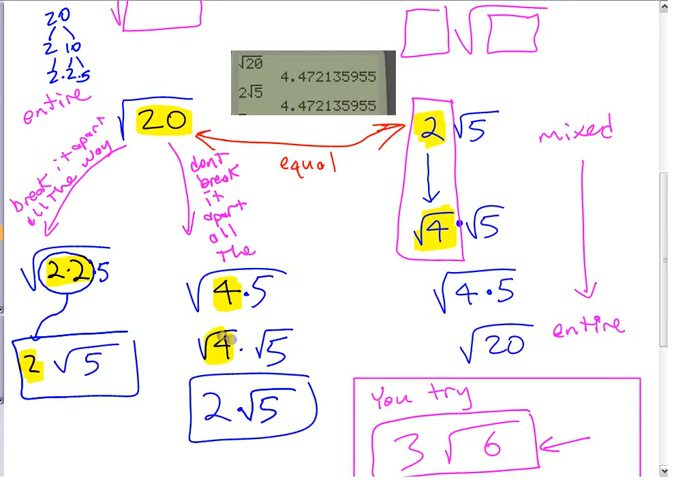 20
2 10
2·2·5
entire
√20
4.472135955
2√5
4.472135955
√20
2√5
mixed
equal
break it apart
all the way
dont
break
it
apart
all
the
√4·√5
√2·2·5
√4·5
√4·5
2√5
√4·√5
√20
entire
2·√5
You try
3√6